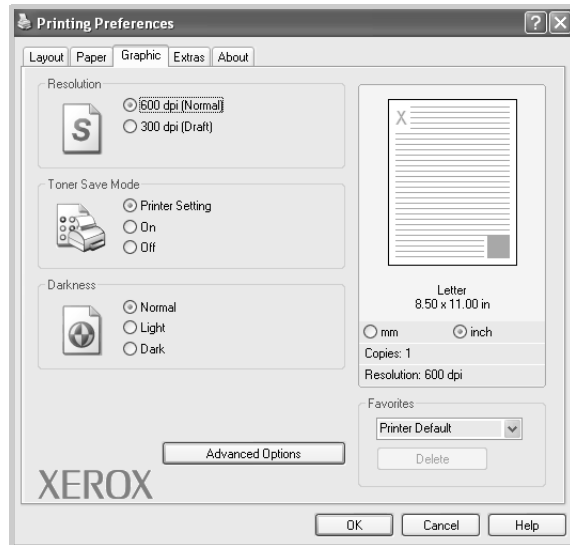 Printing Preferences
Layout Paper Graphic Extras About
Resolution
600 dpi (Normal)
300 dpi (Draft)
S
Toner Save Mode
Printer Setting
On
Off
Darkness
Normal
Light
Dark
Advanced Options
XEROX
X
Letter
8.50 x 11.00 in
mm inch
Copies: 1
Resolution: 600 dpi
Favorites
Printer Default
Delete
OK Cancel Help